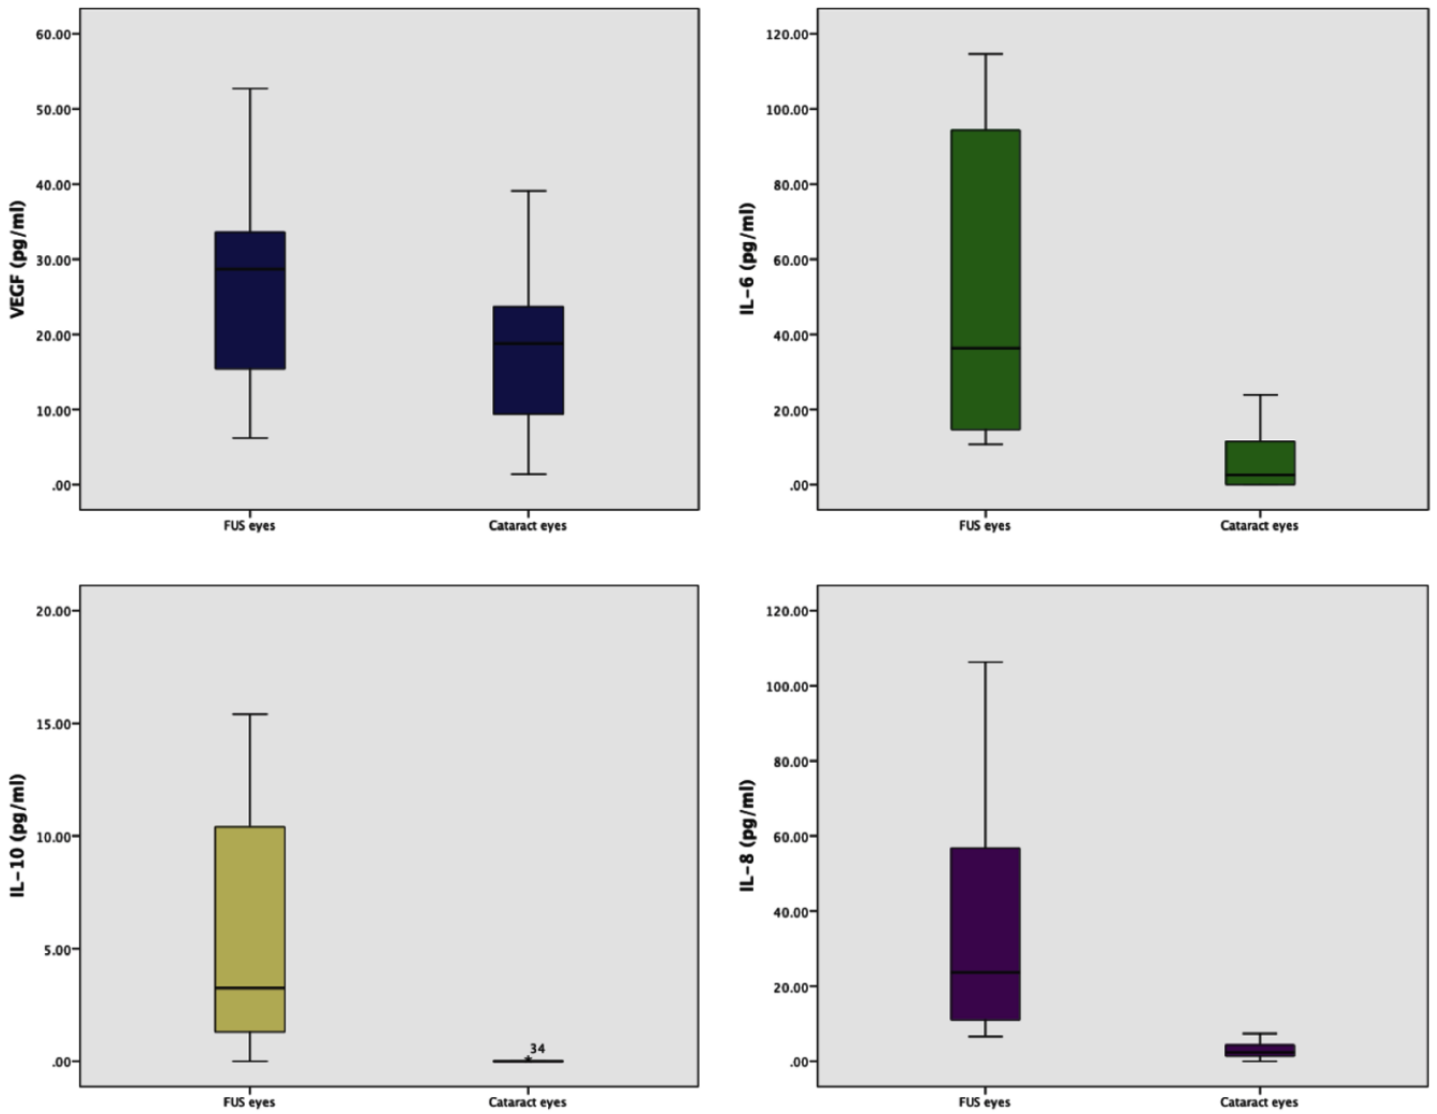 60.00
50.00
40.00
30.00
20.00
10.00
.00
VEGF (pg/ml)
FUS eyes
Cataract eyes
120.00
100.00
80.00
60.00
40.00
20.00
.00
IL-6 (pg/ml)
FUS eyes
Cataract eyes
20.00
15.00
10.00
5.00
.00
IL-10 (pg/ml)
34
*
FUS eyes
Cataract eyes
120.00
100.00
80.00
60.00
40.00
20.00
.00
IL-8 (pg/ml)
FUS eyes
Cataract eyes